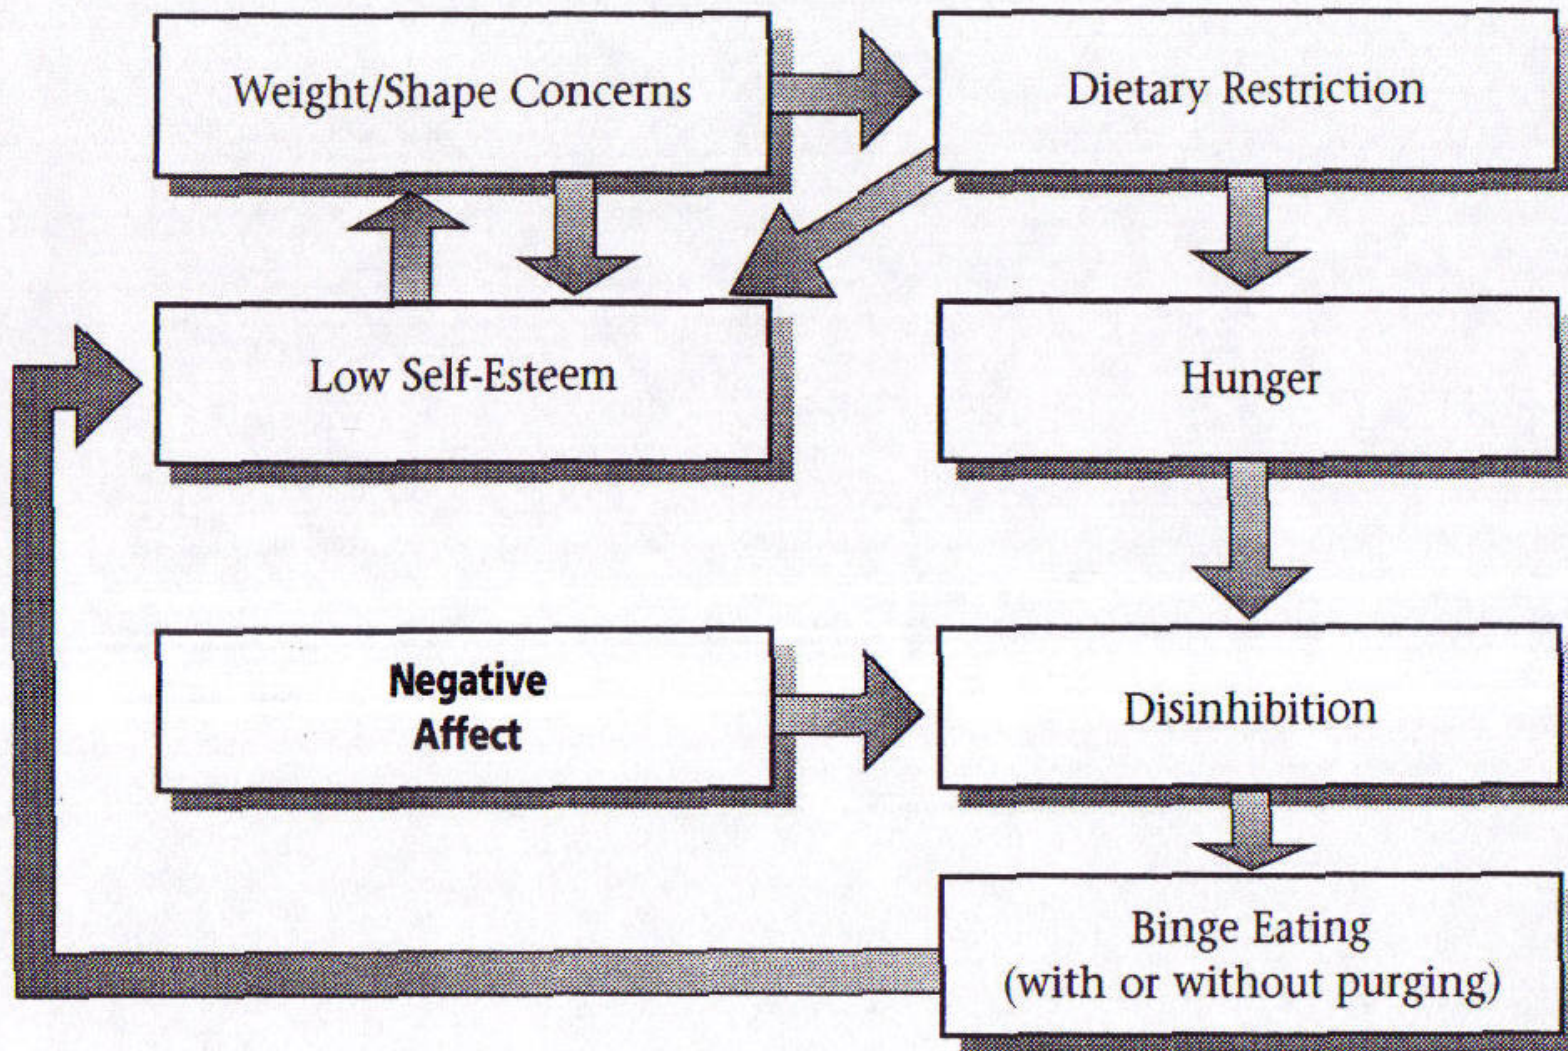 Weight/Shape Concerns
Dietary Restriction
Low Self-Esteem
Hunger
Negative
Affect
Disinhibition
Binge Eating
(with or without purging)